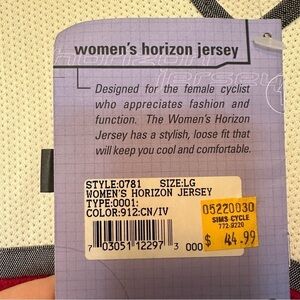 women's horizon jersey
Designed for the female cyclist
who appreciates fashion and
function. The Women's Horizon
Jersey has a stylish, loose fit that
will keep you cool and comfortable.
STYLE:0781 SIZE:LG
WOMEN'S HORIZON JERSEY
TYPE:0001:
COLOR:912:CN/IV
7 03051 12297 3 000
05220030
SIMS CYCLE
772-9220
$ 44.99